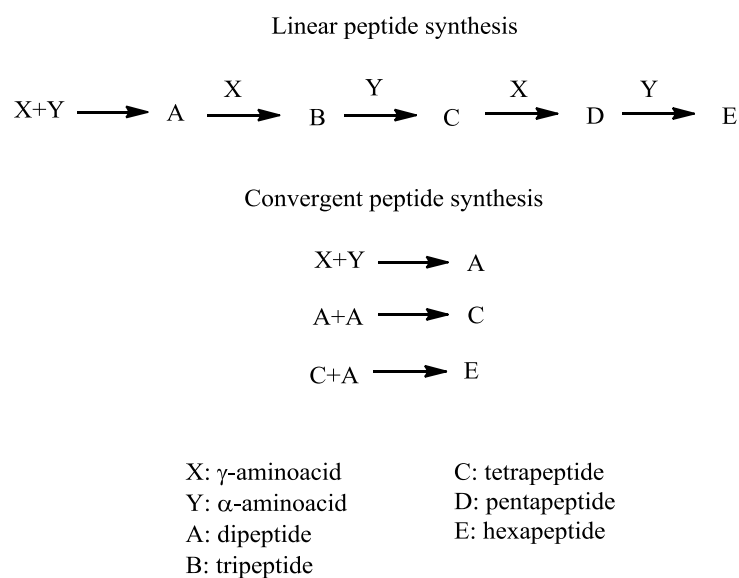 Linear peptide synthesis
X+Y A X B Y C X D Y E
Convergent peptide synthesis
X+Y A
A+A C
C+A E
X: γ-aminoacid
Y: α-aminoacid
A: dipeptide
B: tripeptide
C: tetrapeptide
D: pentapeptide
E: hexapeptide